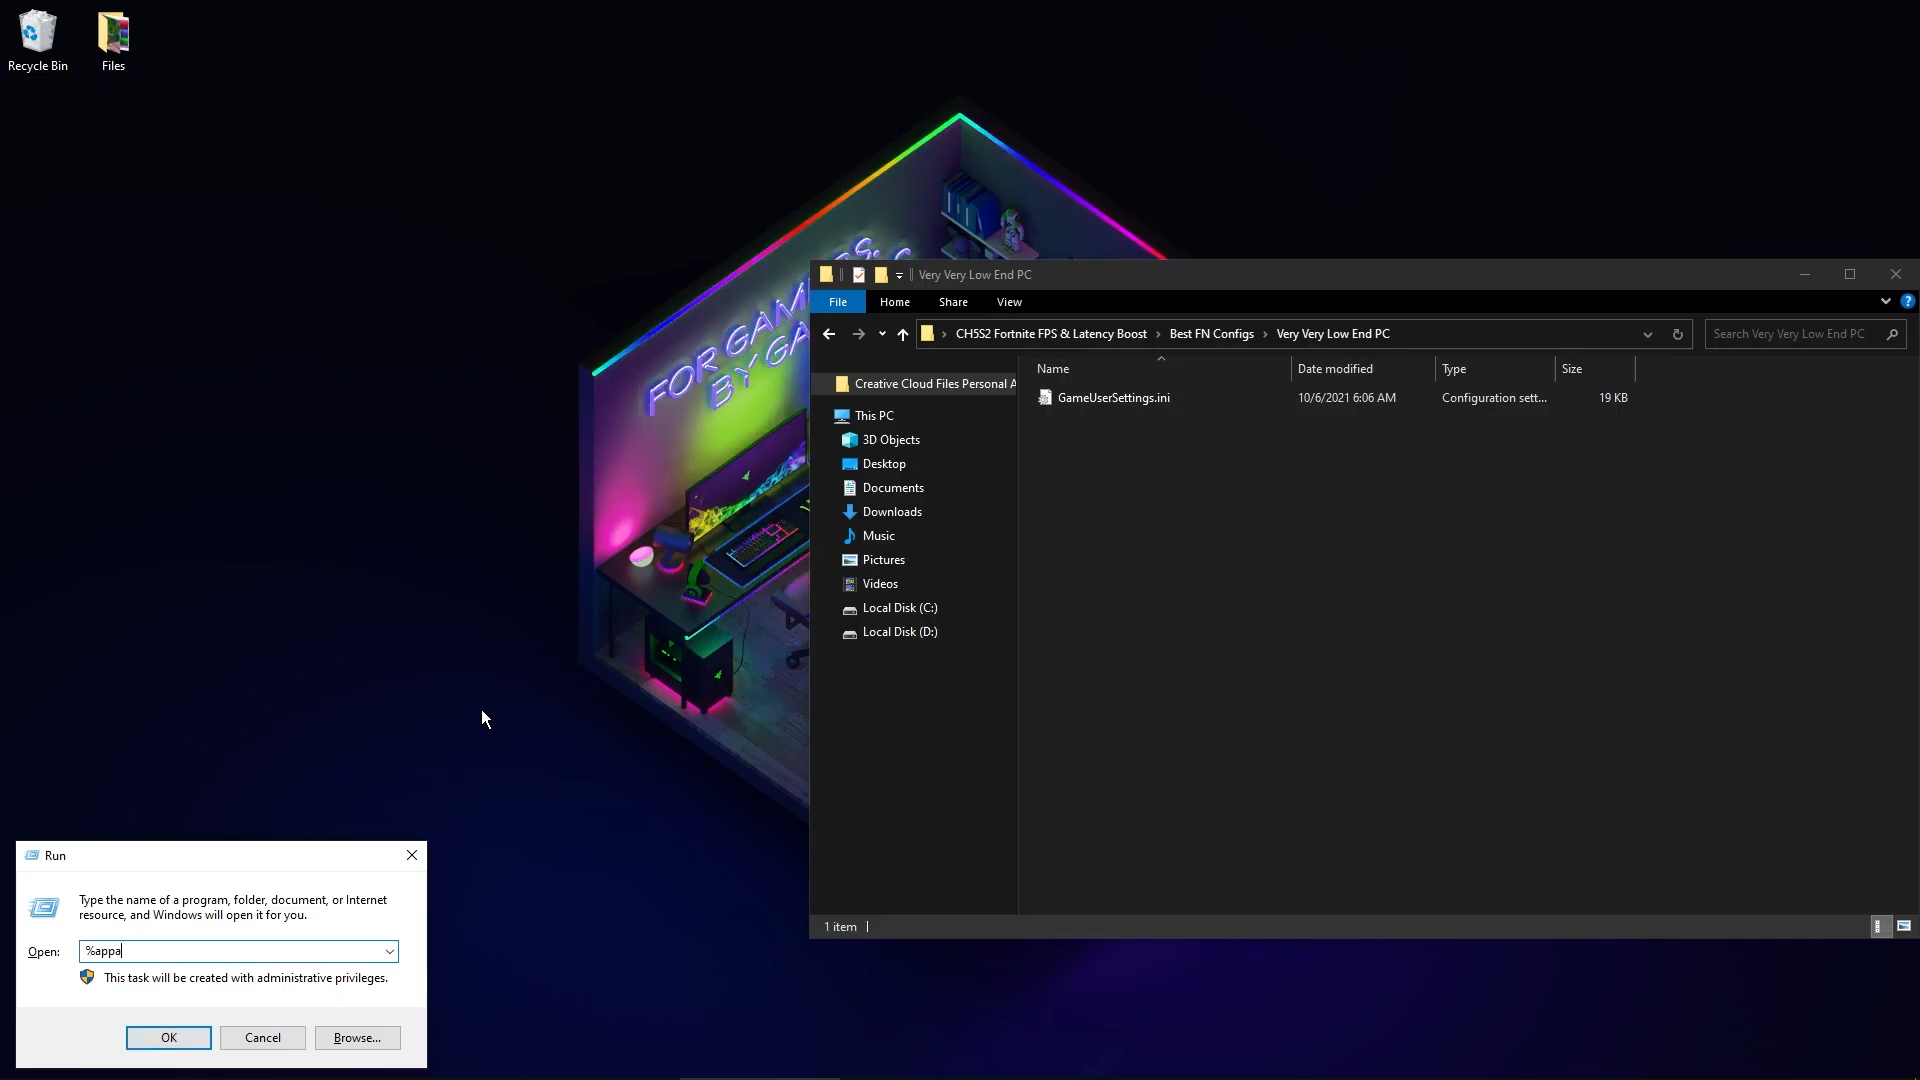 Recycle Bin
Files
FOR GAMERS.
BY GA
Very Very Low End PC
File Home Share View
CH5S2 Fortnite FPS & Latency Boost › Best FN Configs › Very Very Low End PC
Search Very Very Low End PC
Name Date modified Type Size
Creative Cloud Files Personal A
GameUserSettings.ini 10/6/2021 6:06 AM Configuration sett... 19 KB
This PC
3D Objects
Desktop
Documents
Downloads
Music
Pictures
Videos
Local Disk (C:)
Local Disk (D:)
1 item
Run
Type the name of a program, folder, document, or Internet
resource, and Windows will open it for you.
Open: %appa
This task will be created with administrative privileges.
OK Cancel Browse...